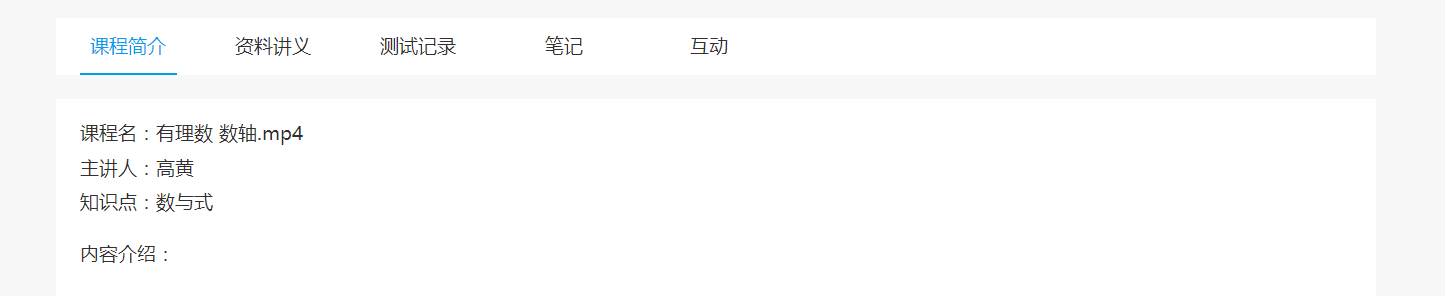 课程简介 资料讲义 测试记录 笔记 互动
课程名：有理数 数轴.mp4
主讲人：高黄
知识点：数与式
内容介绍：